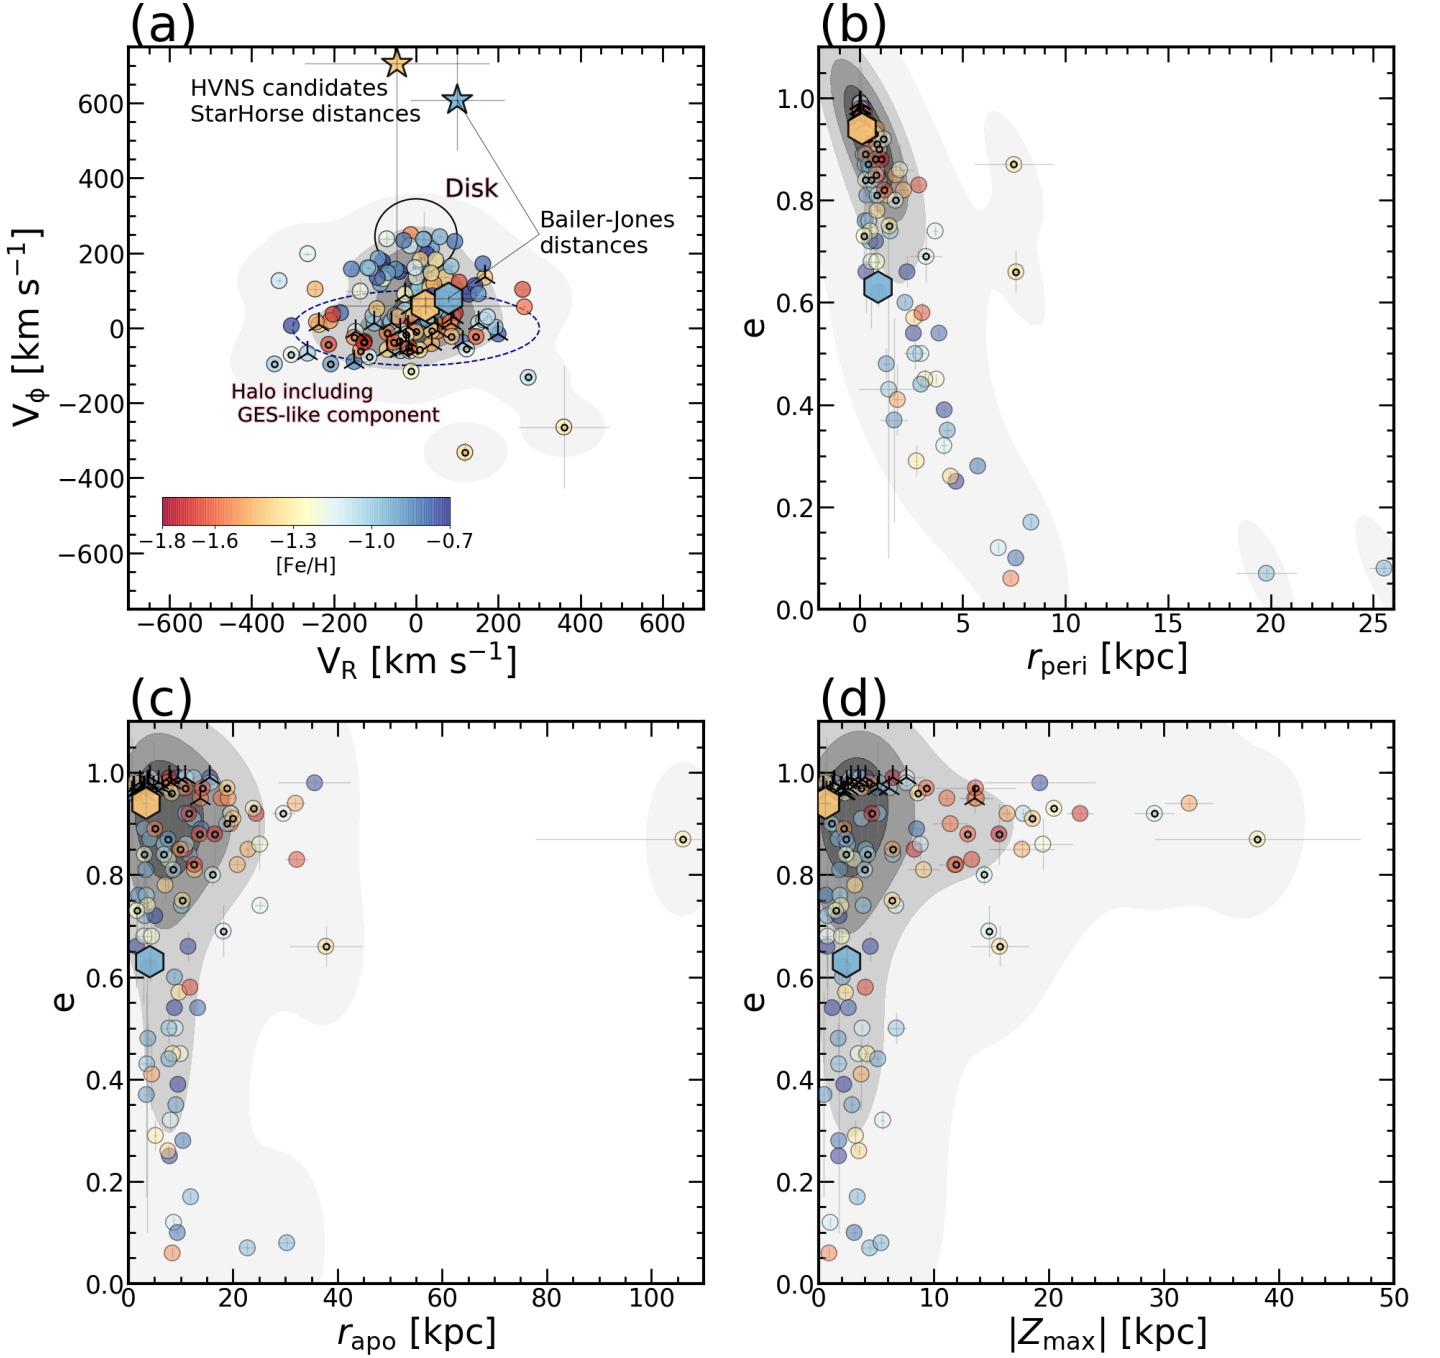 (a)
HVNS candidates
StarHorse distances
Disk
Bailer-Jones
distances
Halo including
GES-like component
−1.8 −1.6 −1.3 −1.0 −0.7
[Fe/H]
600
400
200
0
−200
−400
−600
V_ϕ [km s⁻¹]
−600 −400 −200 0 200 400 600
V_R [km s⁻¹]
(b)
1.0
0.8
0.6
0.4
0.2
0.0
e
0 5 10 15 20 25
r_peri [kpc]
(c)
1.0
0.8
0.6
0.4
0.2
0.0
e
0 20 40 60 80 100
r_apo [kpc]
(d)
1.0
0.8
0.6
0.4
0.2
0.0
e
0 10 20 30 40 50
|Z_max| [kpc]